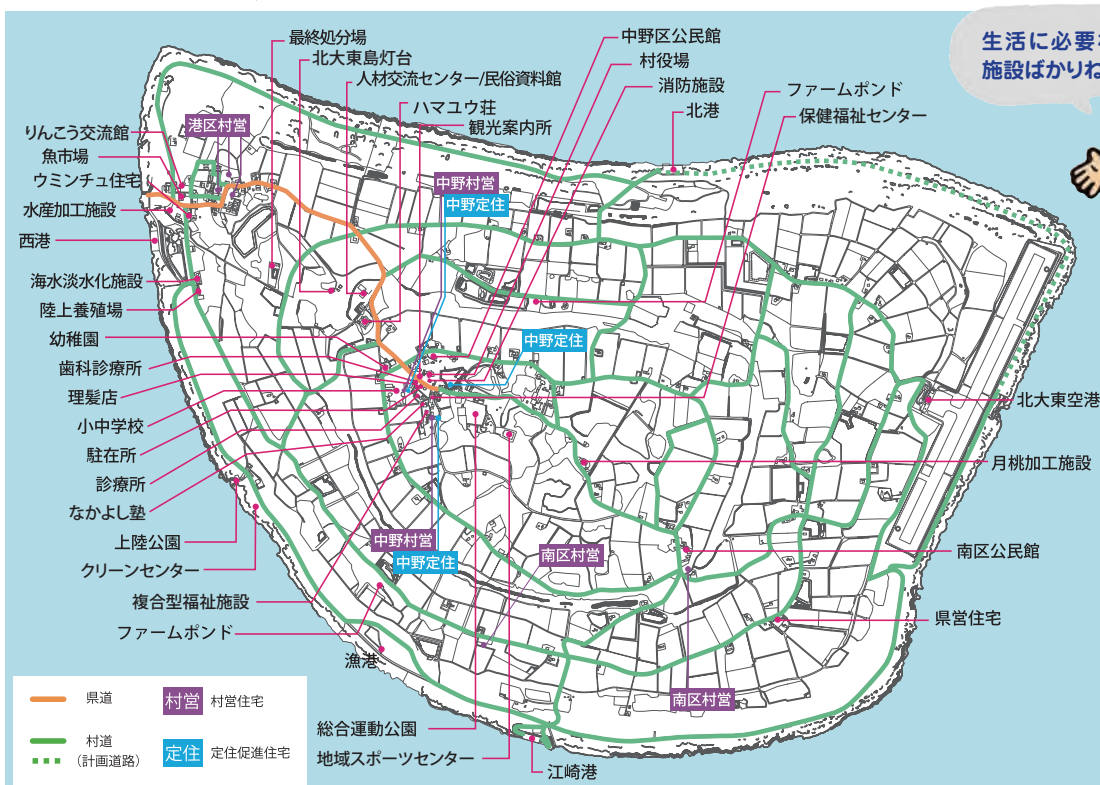 生活に必要な
施設ばかりね
最終処分場
北大東島灯台
人材交流センター/民俗資料館
ハマユウ荘
観光案内所
中野区公民館
村役場
消防施設
北港
ファームポンド
保健福祉センター
りんこう交流館
魚市場
ウミンチュ住宅
水産加工施設
西港
海水淡水化施設
陸上養殖場
幼稚園
歯科診療所
理髪店
小中学校
駐在所
診療所
なかよし塾
上陸公園
クリーンセンター
複合型福祉施設
ファームポンド
漁港
港区村営
中野村営
中野定住
中野定住
中野村営
中野定住
南区村営
南区村営
北大東空港
月桃加工施設
南区公民館
県営住宅
総合運動公園
地域スポーツセンター
江崎港
県道
村営 村営住宅
村道
(計画道路)
定住 定住促進住宅